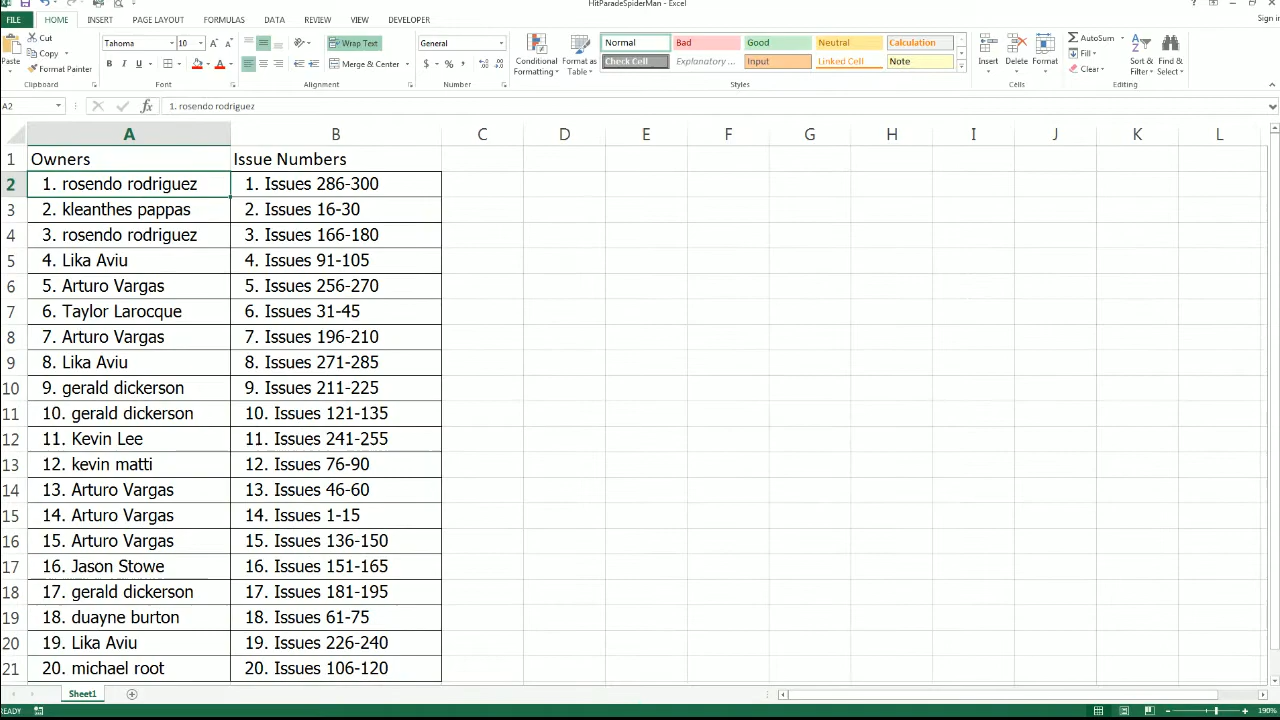 HitParadeSpiderMan - Excel
Sign in
FILE HOME INSERT PAGE LAYOUT FORMULAS DATA REVIEW VIEW DEVELOPER
Cut
Copy
Format Painter
Paste
Clipboard
Tahoma 10
B I U
Font
Wrap Text
Merge & Center
Alignment
General
$ % ,
Number
Conditional Formatting
Format as Table
Normal Bad Good Neutral Calculation
Check Cell Explanatory ... Input Linked Cell Note
Styles
Insert Delete Format
Cells
AutoSum
Fill
Clear
Sort & Filter
Find & Select
Editing
A2 fx 1. rosendo rodriguez
A B C D E F G H I J K L
1 Owners Issue Numbers
2 1. rosendo rodriguez 1. Issues 286-300
3 2. kleanthes pappas 2. Issues 16-30
4 3. rosendo rodriguez 3. Issues 166-180
5 4. Lika Aviu 4. Issues 91-105
6 5. Arturo Vargas 5. Issues 256-270
7 6. Taylor Larocque 6. Issues 31-45
8 7. Arturo Vargas 7. Issues 196-210
9 8. Lika Aviu 8. Issues 271-285
10 9. gerald dickerson 9. Issues 211-225
11 10. gerald dickerson 10. Issues 121-135
12 11. Kevin Lee 11. Issues 241-255
13 12. kevin matti 12. Issues 76-90
14 13. Arturo Vargas 13. Issues 46-60
15 14. Arturo Vargas 14. Issues 1-15
16 15. Arturo Vargas 15. Issues 136-150
17 16. Jason Stowe 16. Issues 151-165
18 17. gerald dickerson 17. Issues 181-195
19 18. duayne burton 18. Issues 61-75
20 19. Lika Aviu 19. Issues 226-240
21 20. michael root 20. Issues 106-120
Sheet1
READY
190%